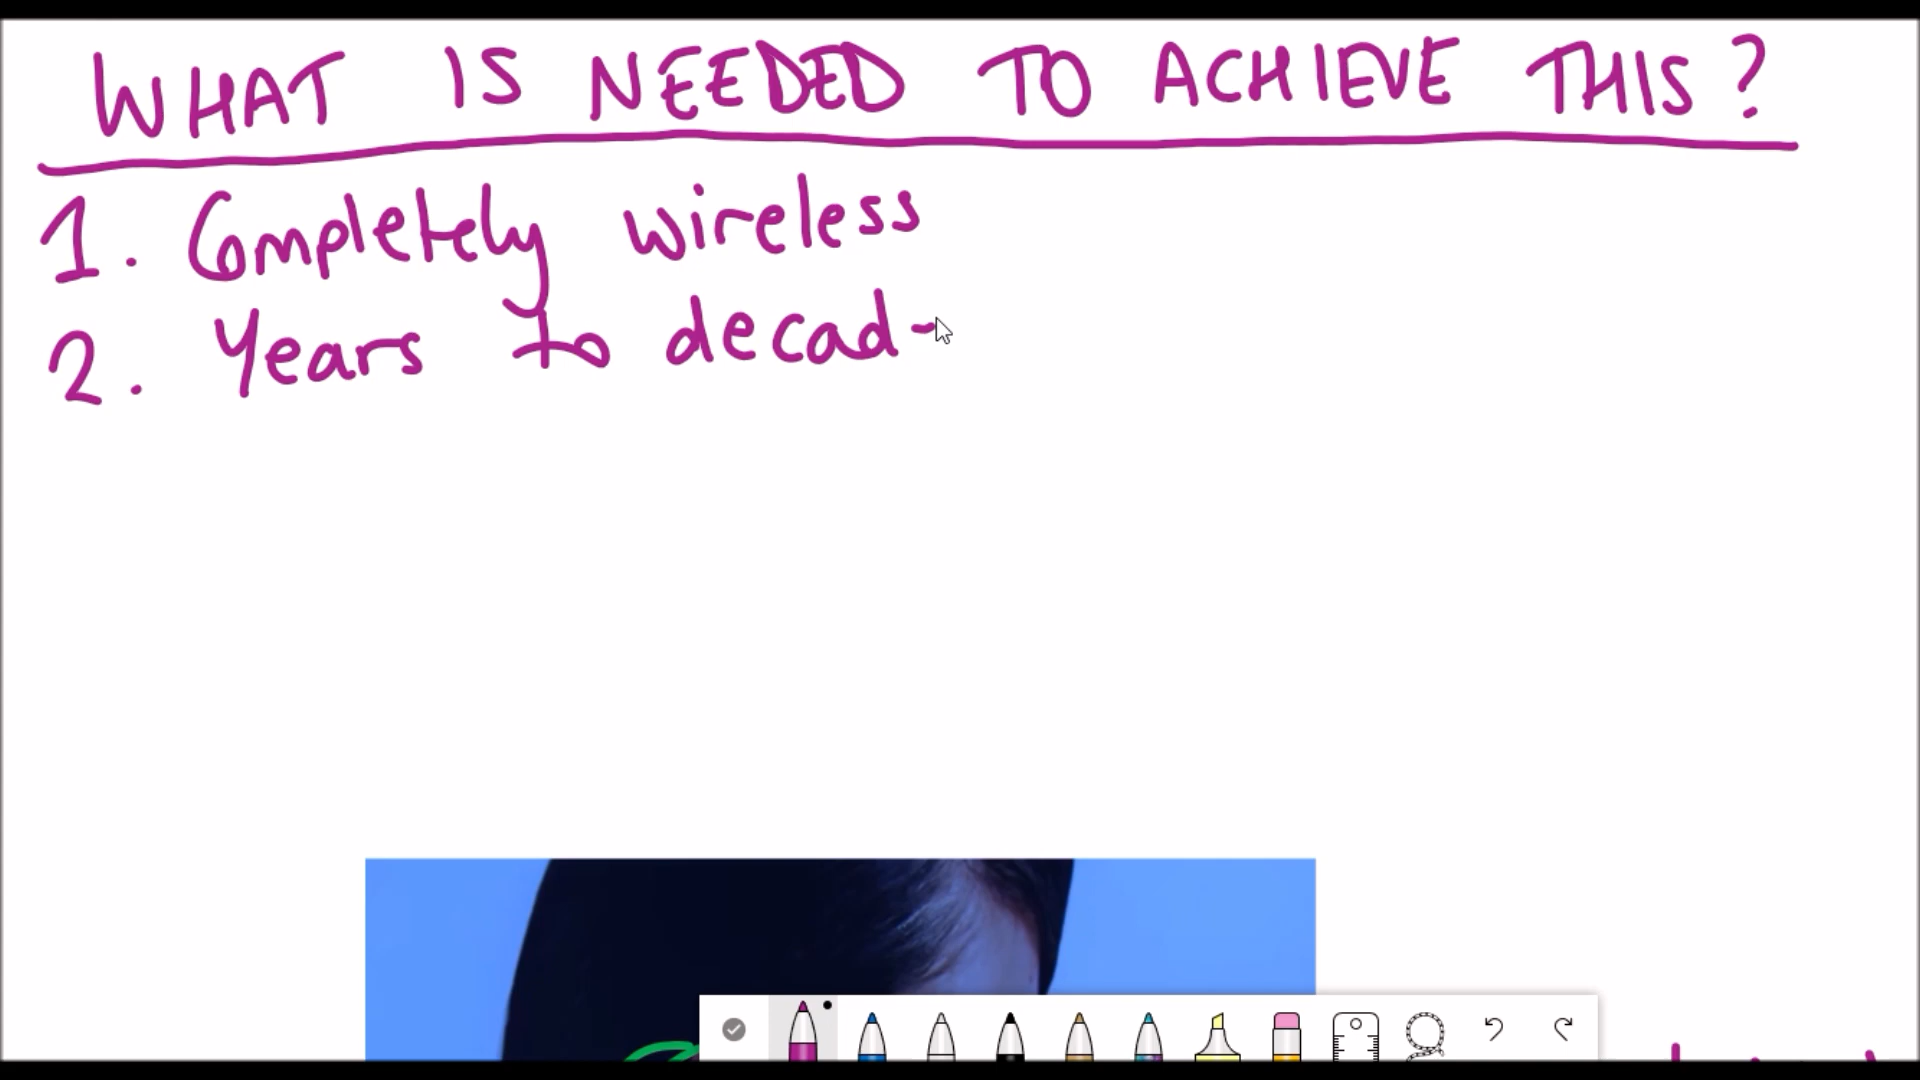 WHAT IS NEEDED TO ACHIEVE THIS?
1. Completely wireless
2. Years to decad-